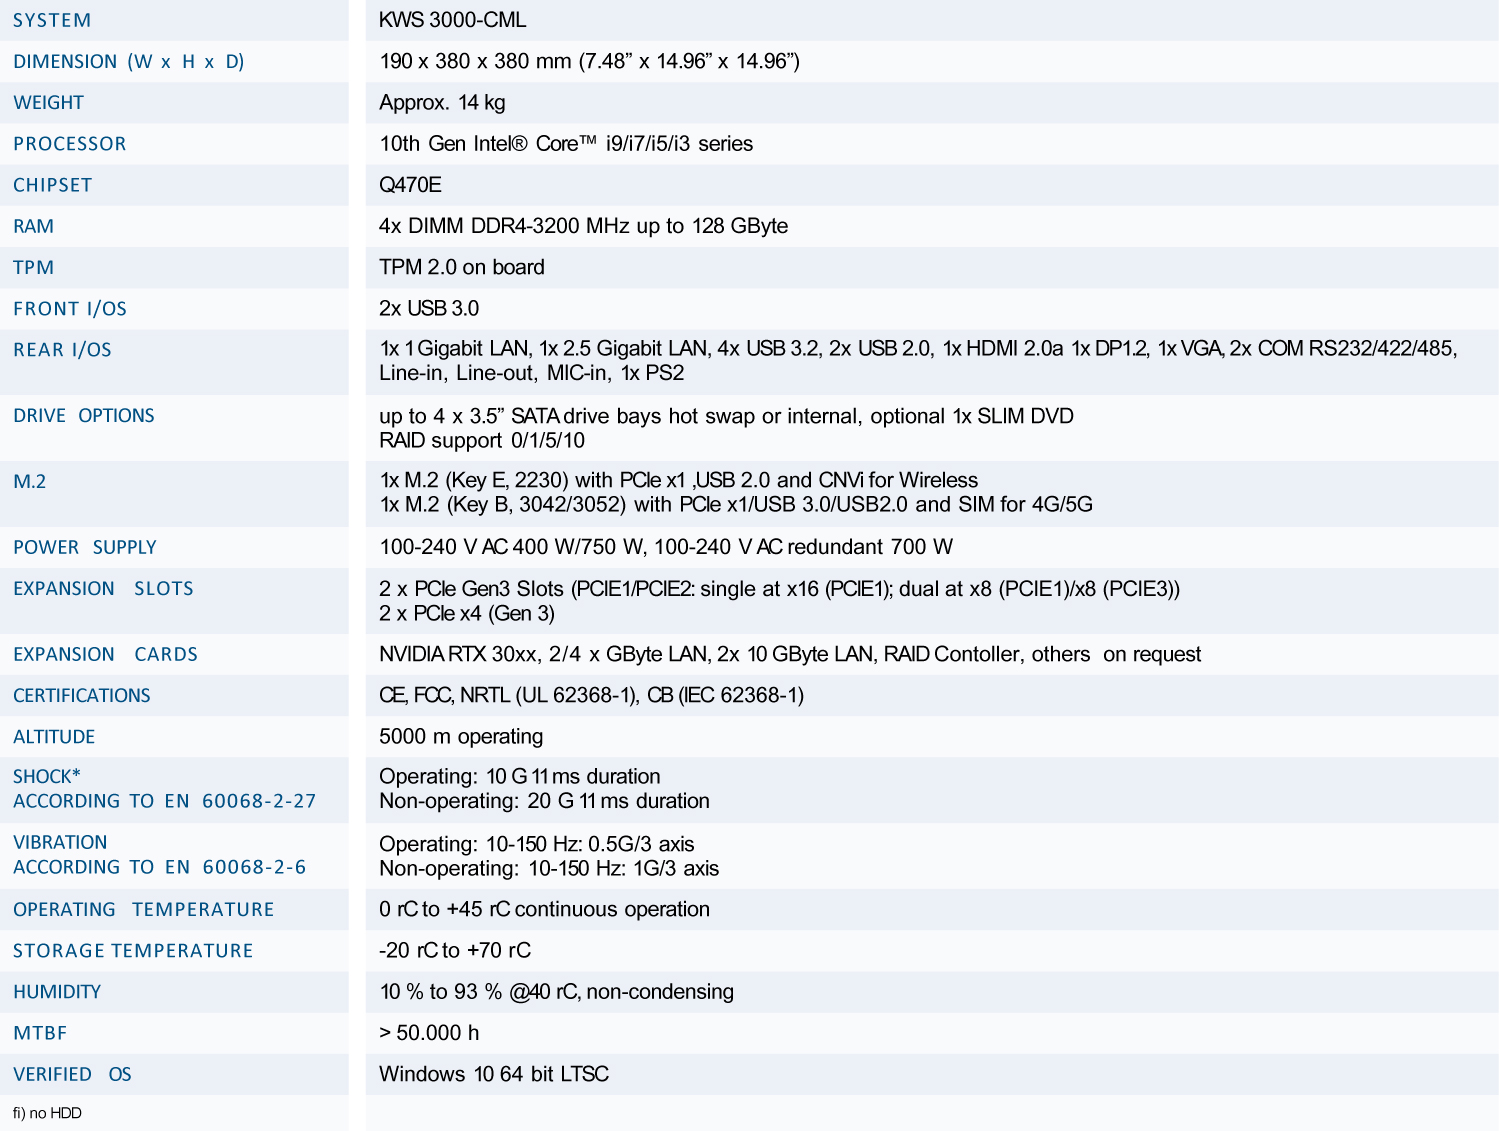 SYSTEM KWS 3000-CML
DIMENSION (W x H x D) 190 x 380 x 380 mm (7.48” x 14.96” x 14.96”)
WEIGHT Approx. 14 kg
PROCESSOR 10th Gen Intel® Core™ i9/i7/i5/i3 series
CHIPSET Q470E
RAM 4x DIMM DDR4-3200 MHz up to 128 GByte
TPM TPM 2.0 on board
FRONT I/OS 2x USB 3.0
REAR I/OS 1x 1 Gigabit LAN, 1x 2.5 Gigabit LAN, 4x USB 3.2, 2x USB 2.0, 1x HDMI 2.0a 1x DP1.2, 1x VGA, 2x COM RS232/422/485,
Line-in, Line-out, MIC-in, 1x PS2
DRIVE OPTIONS up to 4 x 3.5” SATA drive bays hot swap or internal, optional 1x SLIM DVD
RAID support 0/1/5/10
M.2 1x M.2 (Key E, 2230) with PCIe x1 ,USB 2.0 and CNVi for Wireless
1x M.2 (Key B, 3042/3052) with PCIe x1/USB 3.0/USB2.0 and SIM for 4G/5G
POWER SUPPLY 100-240 V AC 400 W/750 W, 100-240 V AC redundant 700 W
EXPANSION SLOTS 2 x PCIe Gen3 Slots (PCIE1/PCIE2: single at x16 (PCIE1); dual at x8 (PCIE1)/x8 (PCIE3))
2 x PCIe x4 (Gen 3)
EXPANSION CARDS NVIDIA RTX 30xx, 2/4 x GByte LAN, 2x 10 GByte LAN, RAID Contoller, others on request
CERTIFICATIONS CE, FCC, NRTL (UL 62368-1), CB (IEC 62368-1)
ALTITUDE 5000 m operating
SHOCK* Operating: 10 G 11 ms duration
ACCORDING TO EN 60068-2-27 Non-operating: 20 G 11 ms duration
VIBRATION Operating: 10-150 Hz: 0.5G/3 axis
ACCORDING TO EN 60068-2-6 Non-operating: 10-150 Hz: 1G/3 axis
OPERATING TEMPERATURE 0 rC to +45 rC continuous operation
STORAGE TEMPERATURE -20 rC to +70 rC
HUMIDITY 10 % to 93 % @40 rC, non-condensing
MTBF > 50.000 h
VERIFIED OS Windows 10 64 bit LTSC
fi) no HDD